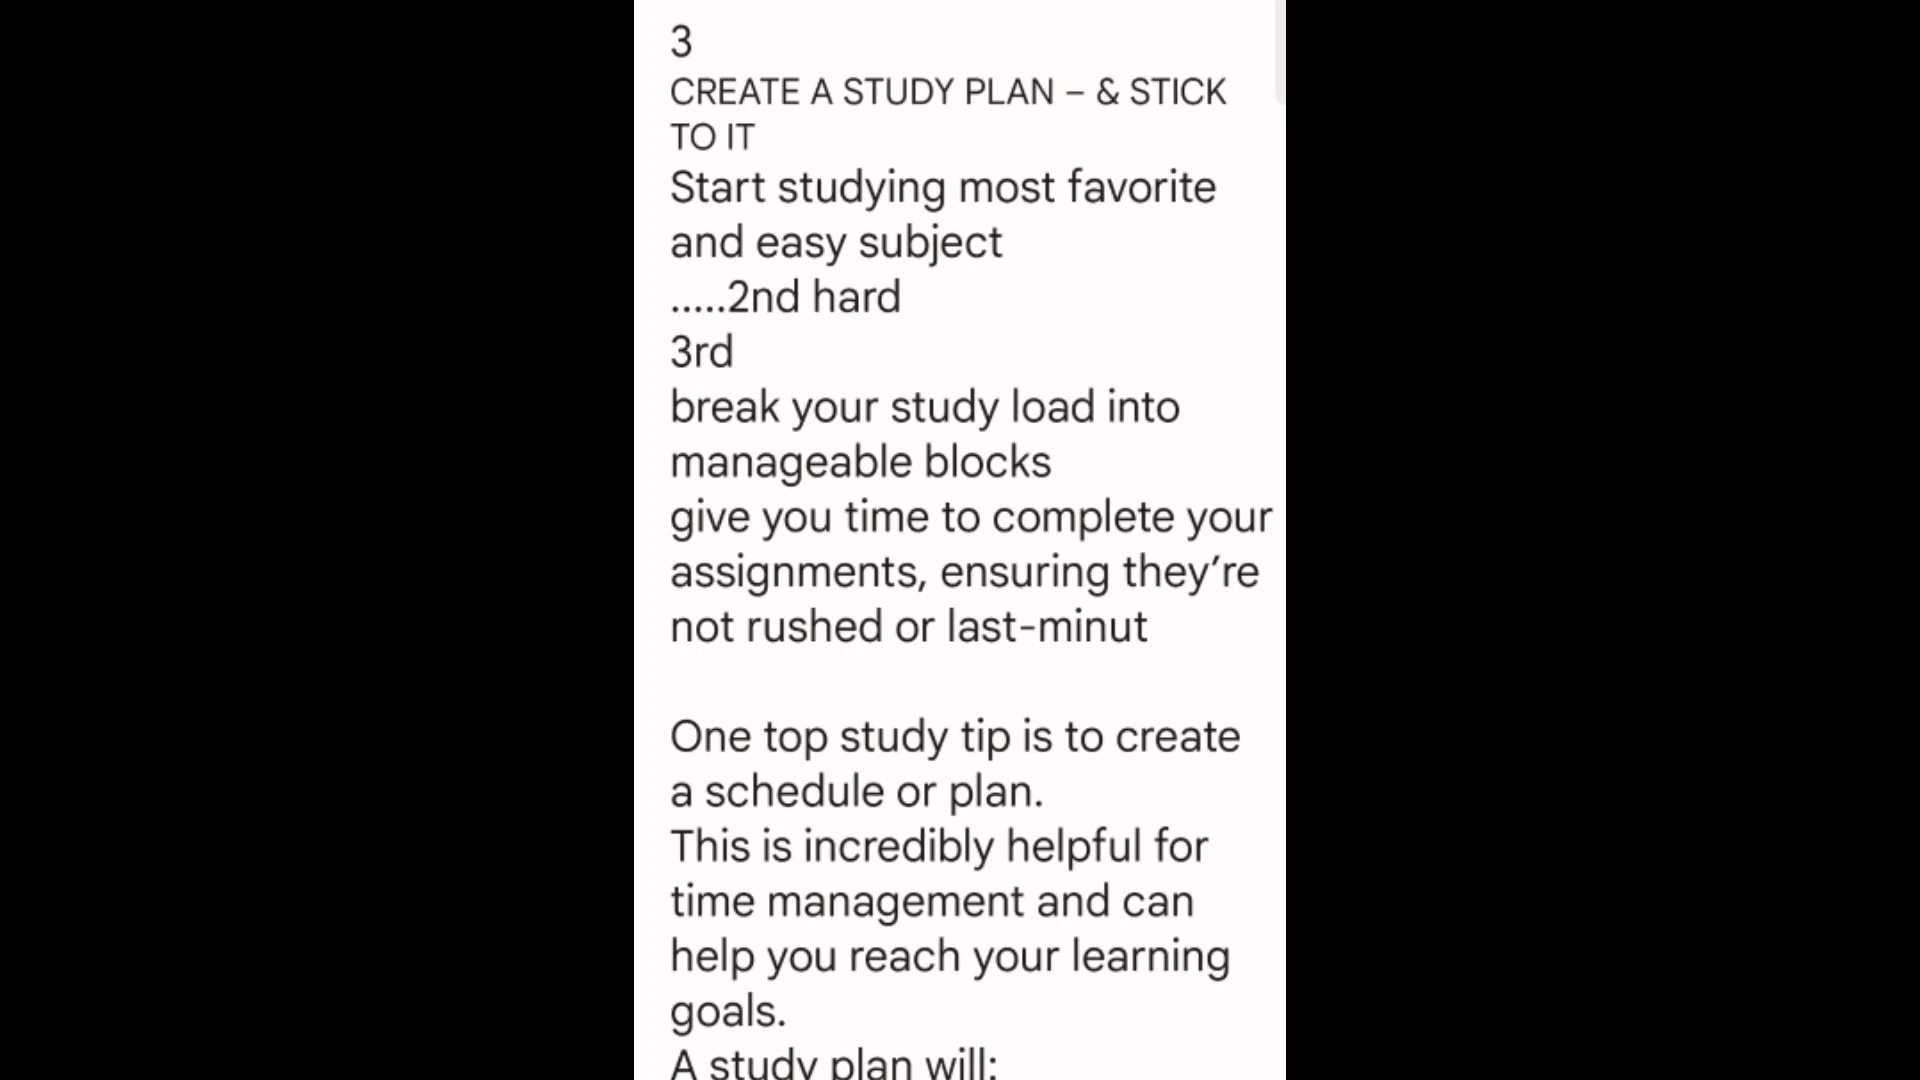 3
CREATE A STUDY PLAN – & STICK
TO IT
Start studying most favorite
and easy subject
.....2nd hard
3rd
break your study load into
manageable blocks
give you time to complete your
assignments, ensuring they’re
not rushed or last-minut
One top study tip is to create
a schedule or plan.
This is incredibly helpful for
time management and can
help you reach your learning
goals.
A study plan will: